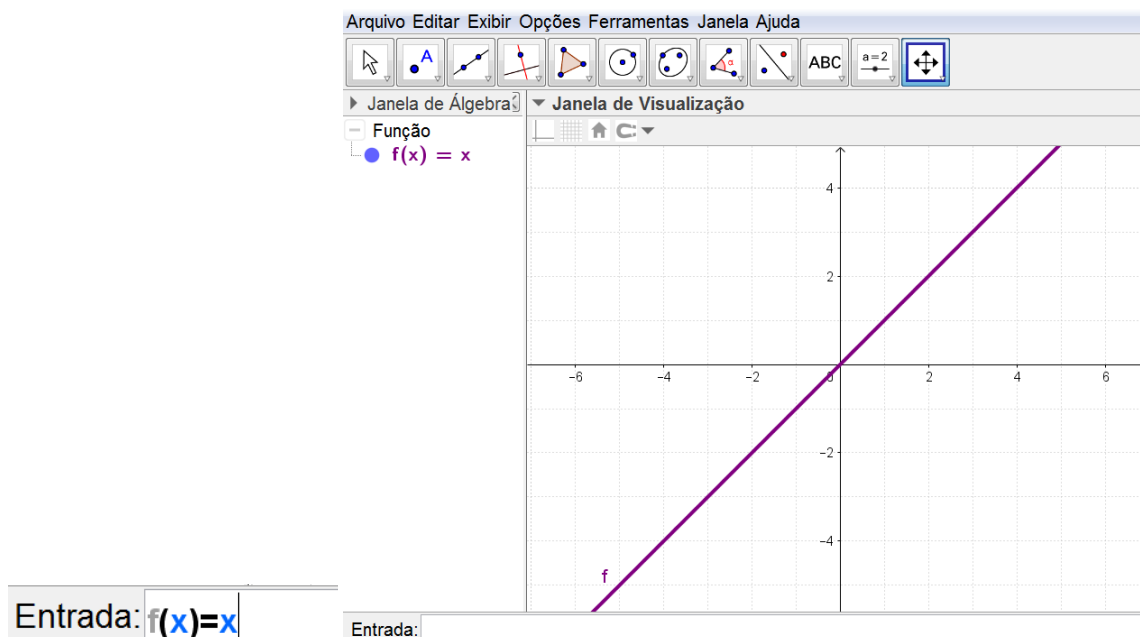 Arquivo Editar Exibir Opções Ferramentas Janela Ajuda
A
α
ABC
a=2
Janela de Álgebra
Janela de Visualização
Função
f(x) = x
4
2
-6 -4 -2 0 2 4 6
-2
-4
f
Entrada: f(x)=x
Entrada: